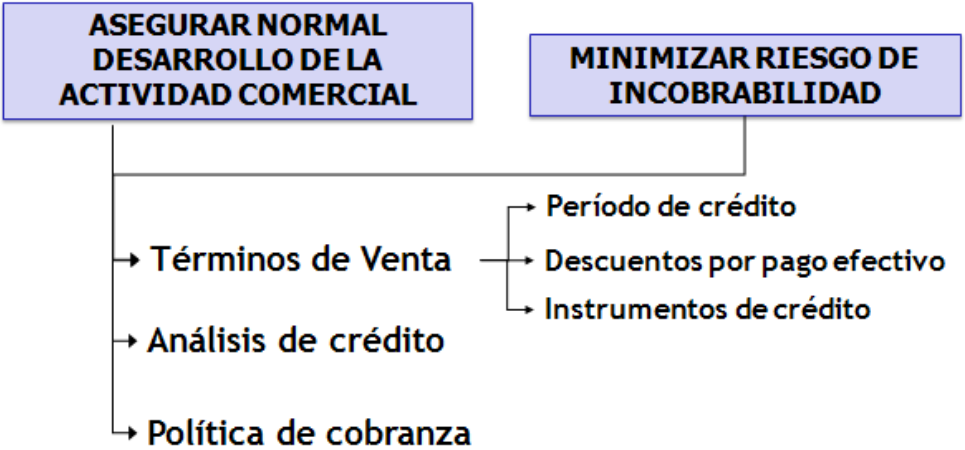 ASEGURAR NORMAL
DESARROLLO DE LA
ACTIVIDAD COMERCIAL
MINIMIZAR RIESGO DE
INCOBRABILIDAD
Términos de Venta
Período de crédito
Descuentos por pago efectivo
Instrumentos de crédito
Análisis de crédito
Política de cobranza